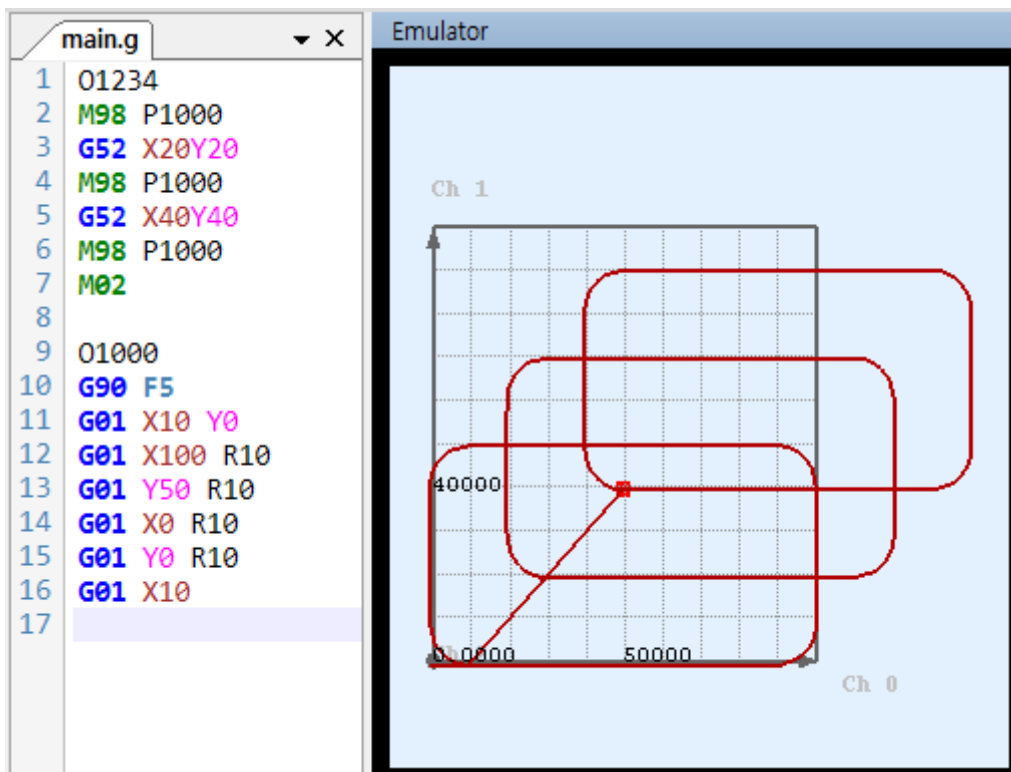 main.g
1 O1234
2 M98 P1000
3 G52 X20Y20
4 M98 P1000
5 G52 X40Y40
6 M98 P1000
7 M02
8
9 O1000
10 G90 F5
11 G01 X10 Y0
12 G01 X100 R10
13 G01 Y50 R10
14 G01 X0 R10
15 G01 Y0 R10
16 G01 X10
17
Emulator
Ch 1
40000
50000
Ch 0